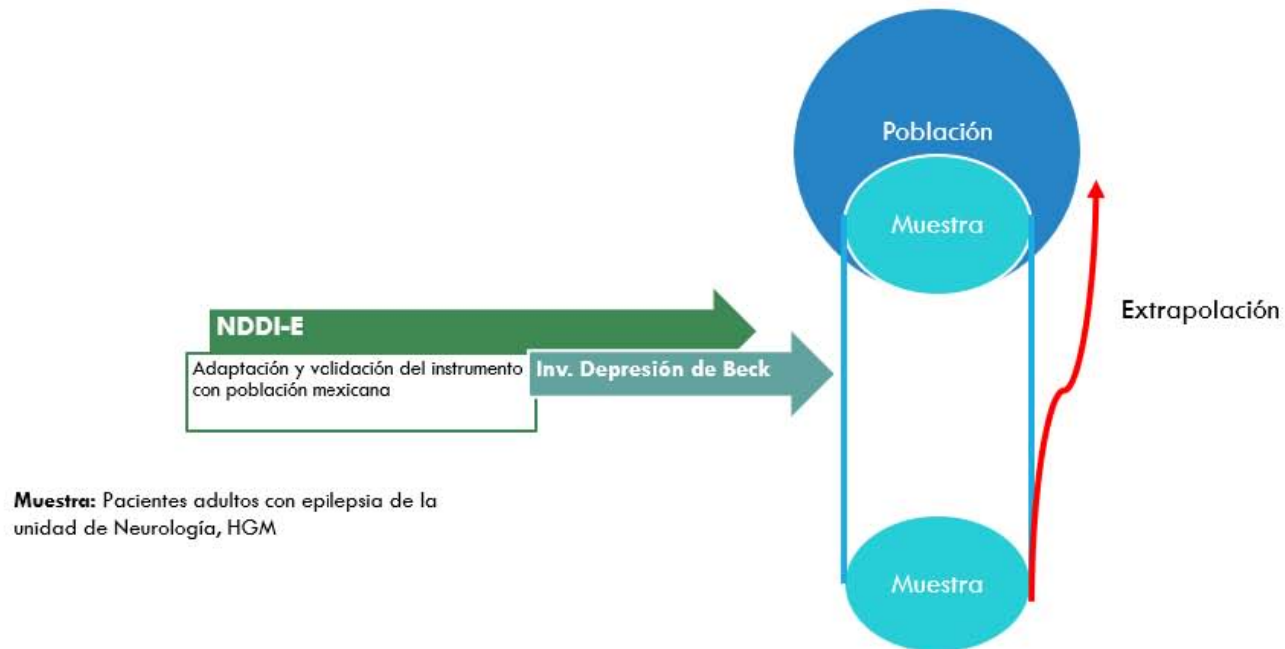 Población
Muestra
Extrapolación
NDDI-E
Adaptación y validación del instrumento
con población mexicana
Inv. Depresión de Beck
Muestra: Pacientes adultos con epilepsia de la
unidad de Neurología, HGM
Muestra